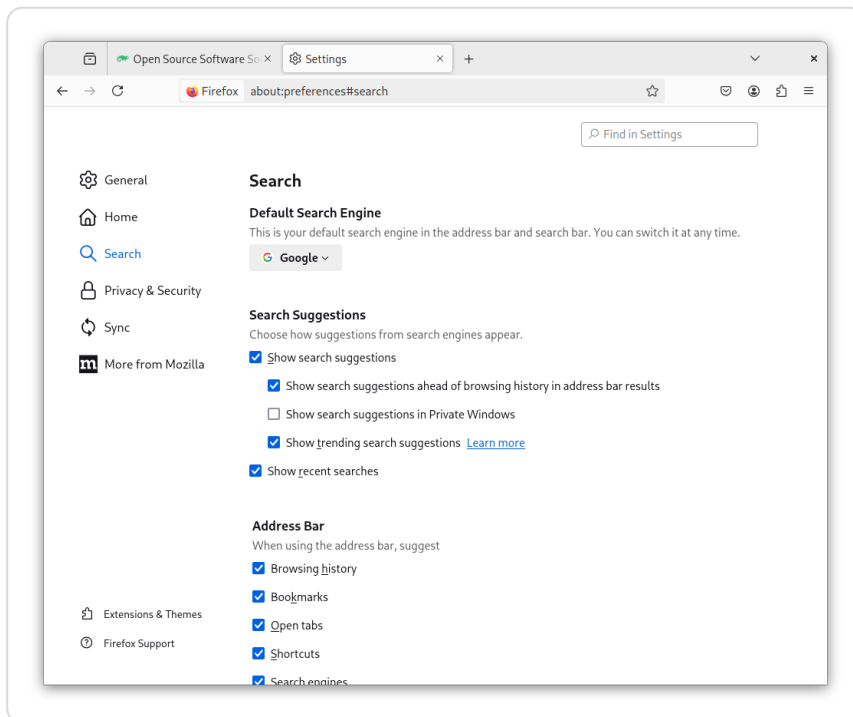 Open Source Software So
Settings
Firefox about:preferences#search
Find in Settings
General
Home
Search
Privacy & Security
Sync
More from Mozilla
Extensions & Themes
Firefox Support
Search
Default Search Engine
This is your default search engine in the address bar and search bar. You can switch it at any time.
Google
Search Suggestions
Choose how suggestions from search engines appear.
Show search suggestions
Show search suggestions ahead of browsing history in address bar results
Show search suggestions in Private Windows
Show trending search suggestions Learn more
Show recent searches
Address Bar
When using the address bar, suggest
Browsing history
Bookmarks
Open tabs
Shortcuts
Search engines